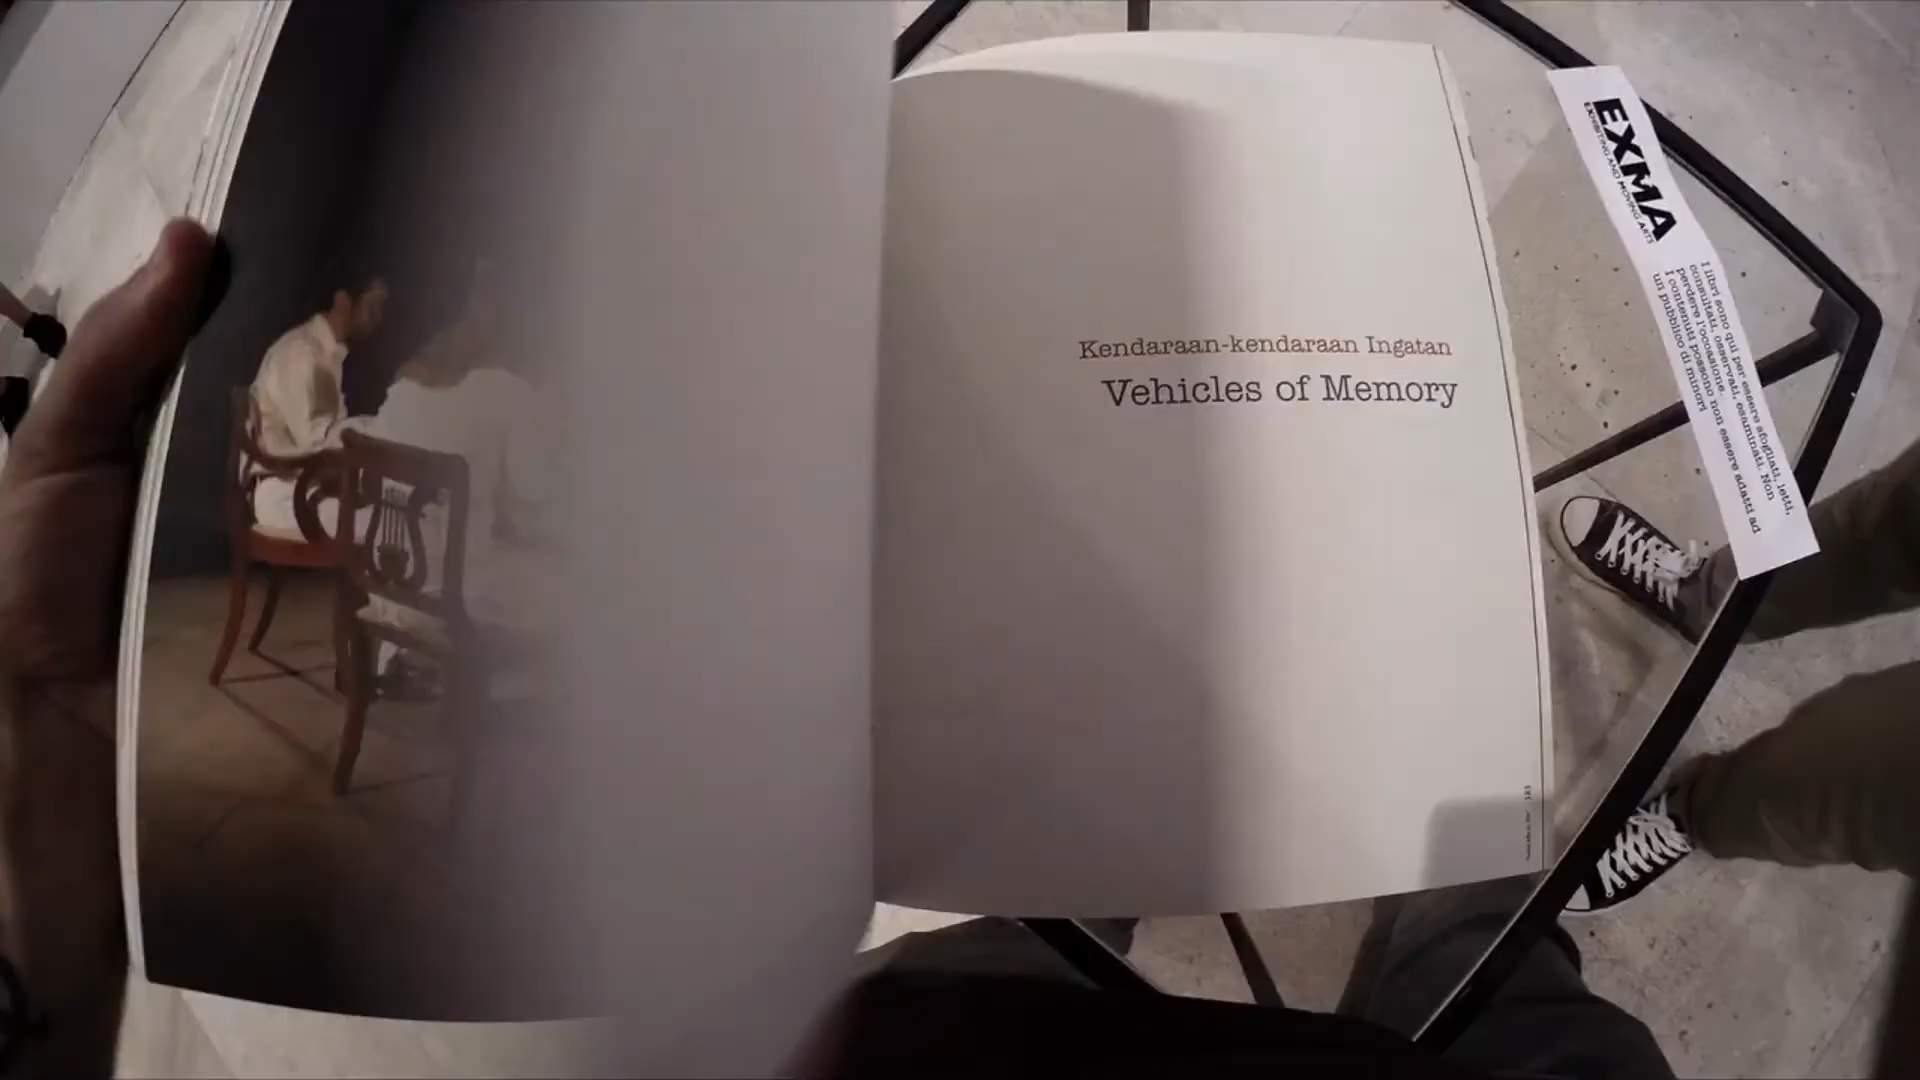 Kendaraan-kendaraan Ingatan
Vehicles of Memory
EXMA
EXHIBITING AND MOVING ARTS
I libri sono qui per essere sfogliati, letti,
consultati, osservati, esaminati. Non
perdere l'occasione.
I contenuti possono non essere adatti ad
un pubblico di minori